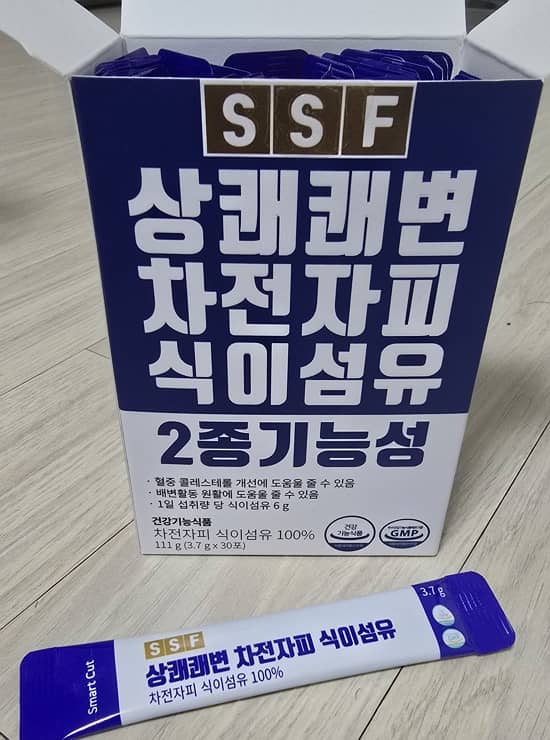 SSF
상쾌쾌변
차전자피
식이섬유
2종기능성
· 혈중 콜레스테롤 개선에 도움울 줄 수 있음
· 배변활동 원활에 도움울 줄 수 있음
· 1일 섭취량 당 식이섬유 6 g
건강기능식품
차전자피 식이섬유 100%
111 g (3.7 g x 30포)
건강
기능식품
GMP
3.7 g
SSF
상쾌쾌변 차전자피 식이섬유
차전자피 식이섬유 100%
Smart Cut